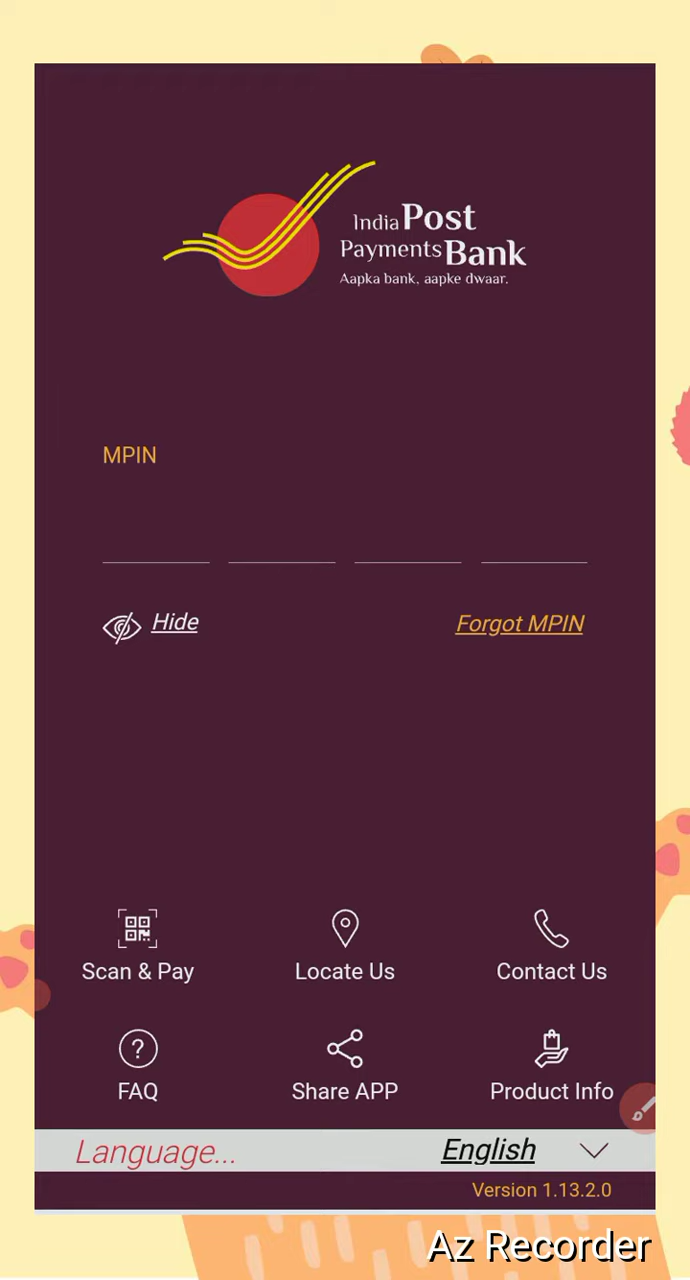 India Post
Payments Bank
Aapka bank, aapke dwaar.
MPIN
Hide
Forgot MPIN
Scan & Pay
Locate Us
Contact Us
FAQ
Share APP
Product Info
Language...
English
Version 1.13.2.0
Az Recorder